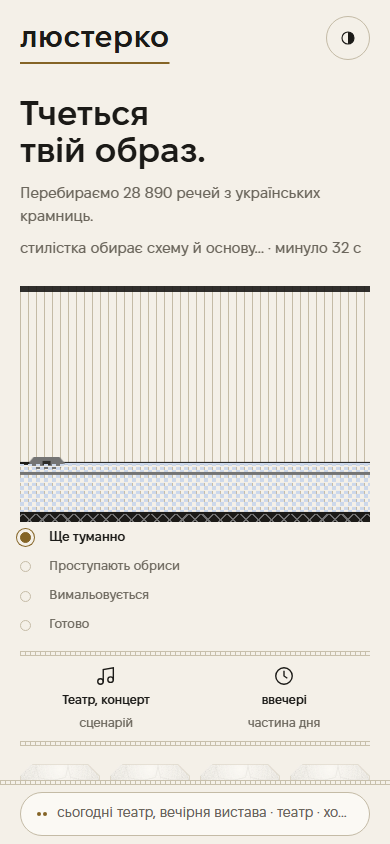 люстерко
Тчеться
твій образ.
Перебираємо 28 890 речей з українських
крамниць.
стилістка обирає схему й основу... · минуло 32 с
Ще туманно
Проступають обриси
Вимальовується
Готово
Театр, концерт
сценарій
ввечері
частина дня
сьогодні театр, вечірня вистава · театр · хо...